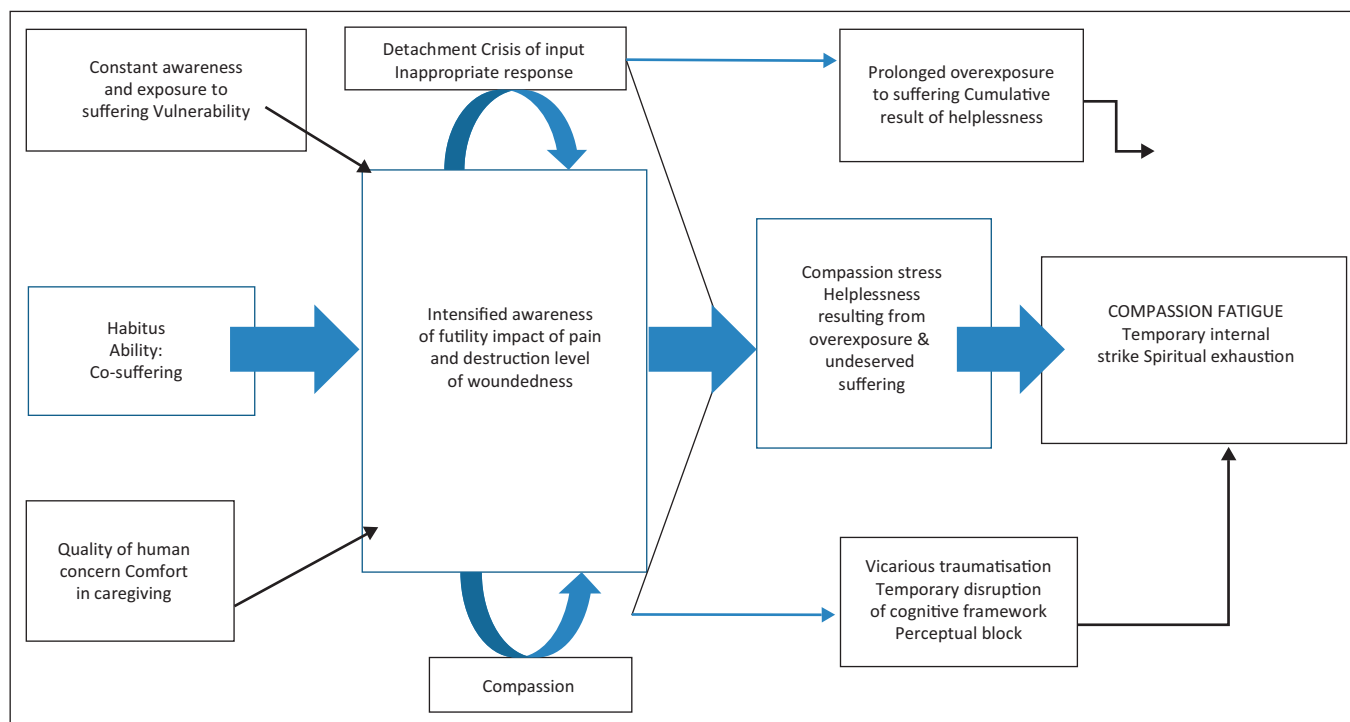 Constant awareness
and exposure to
suffering Vulnerability
Detachment Crisis of input
Inappropriate response
Prolonged overexposure
to suffering Cumulative
result of helplessness
Habitus
Ability:
Co-suffering
Intensified awareness
of futility impact of pain
and destruction level
of woundedness
Compassion stress
Helplessness
resulting from
overexposure &
undeserved
suffering
COMPASSION FATIGUE
Temporary internal
strike Spiritual exhaustion
Quality of human
concern Comfort
in caregiving
Compassion
Vicarious traumatisation
Temporary disruption
of cognitive framework
Perceptual block